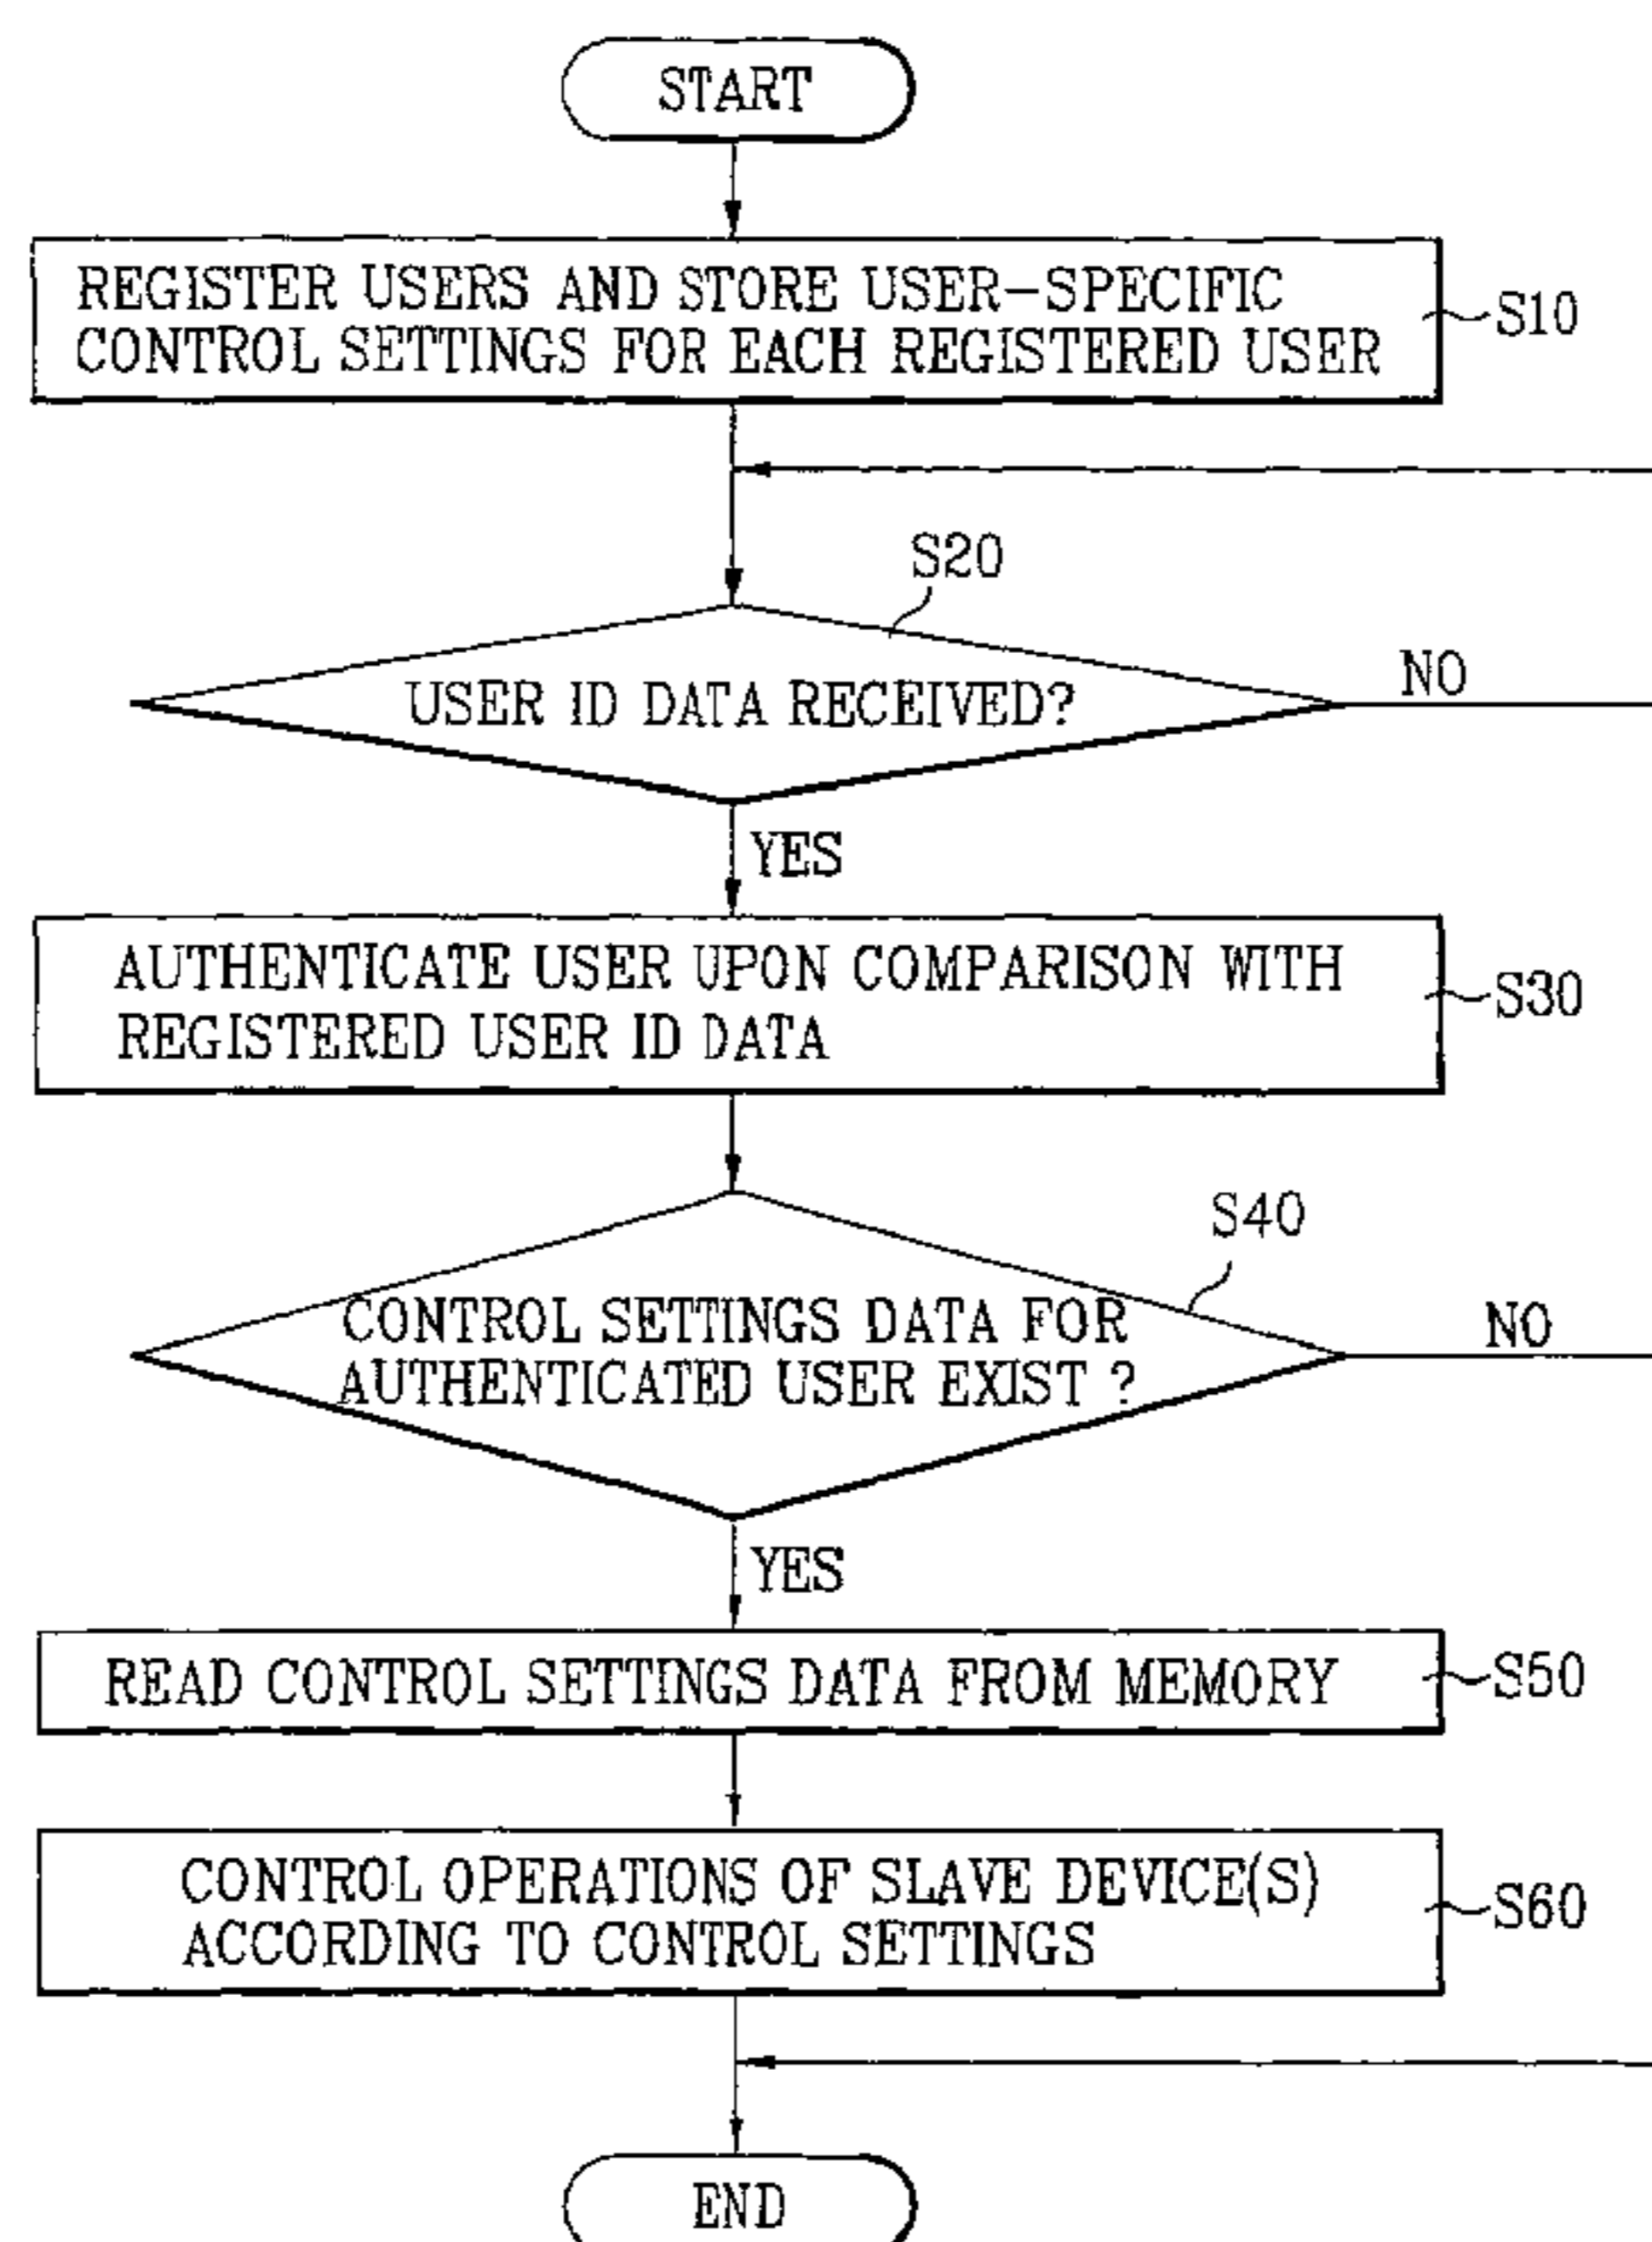 START
REGISTER USERS AND STORE USER-SPECIFIC
CONTROL SETTINGS FOR EACH REGISTERED USER
S10
S20
USER ID DATA RECEIVED?
NO
YES
AUTHENTICATE USER UPON COMPARISON WITH
REGISTERED USER ID DATA
S30
S40
CONTROL SETTINGS DATA FOR
AUTHENTICATED USER EXIST ?
NO
YES
READ CONTROL SETTINGS DATA FROM MEMORY
S50
CONTROL OPERATIONS OF SLAVE DEVICE(S)
ACCORDING TO CONTROL SETTINGS
S60
END